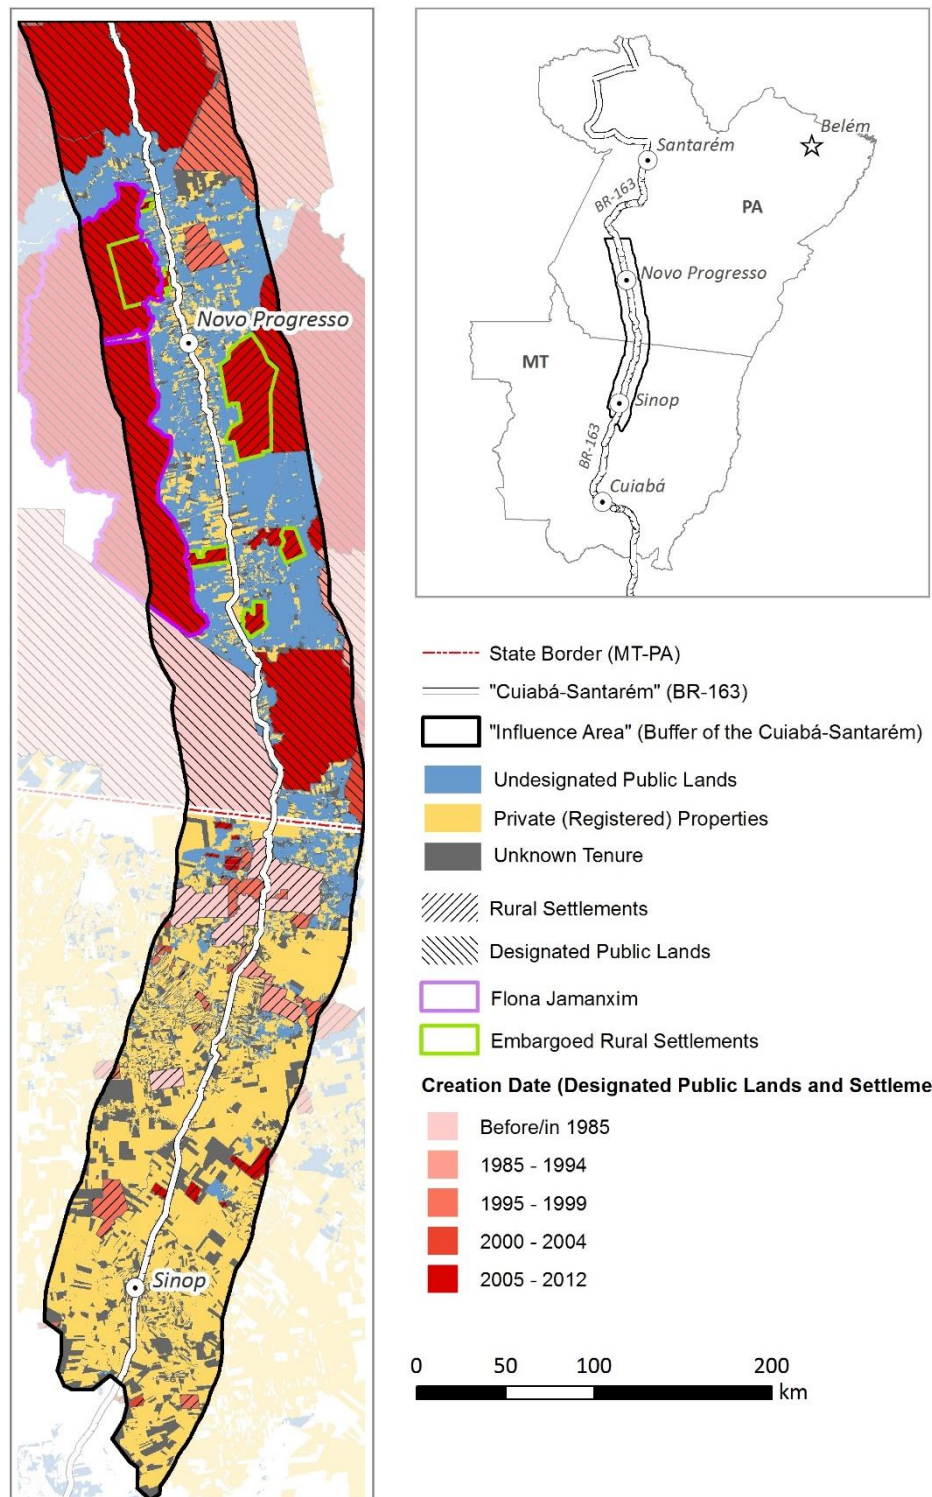 Novo Progresso
Sinop
Belém
Santarém
BR-163
PA
Novo Progresso
MT
Sinop
BR-163
Cuiabá
State Border (MT-PA)
"Cuiabá-Santarém" (BR-163)
"Influence Area" (Buffer of the Cuiabá-Santarém)
Undesignated Public Lands
Private (Registered) Properties
Unknown Tenure
Rural Settlements
Designated Public Lands
Flona Jamanxim
Embargoed Rural Settlements
Creation Date (Designated Public Lands and Settleme
Before/in 1985
1985 - 1994
1995 - 1999
2000 - 2004
2005 - 2012
0 50 100 200
km